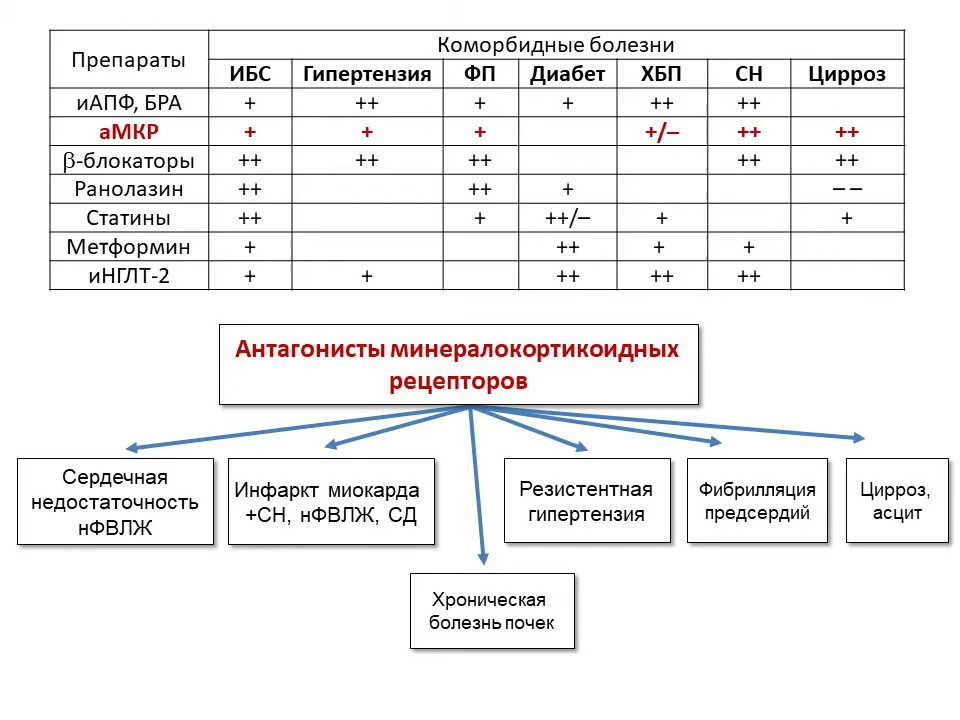 Препараты
Коморбидные болезни
ИБС Гипертензия ФП Диабет ХБП СН Цирроз
иАПФ, БРА + ++ + + ++ ++
аМКР + + + +/– ++ ++
β-блокаторы ++ ++ ++ ++ ++
Ранолазин ++ ++ + – –
Статины ++ + ++/– + +
Метформин + ++ + +
иНГЛТ-2 + + ++ ++ ++
Антагонисты минералокортикоидных
рецепторов
Сердечная
недостаточность
нФВЛЖ
Инфаркт миокарда
+СН, нФВЛЖ, СД
Резистентная
гипертензия
Фибрилляция
предсердий
Цирроз,
асцит
Хроническая
болезнь почек